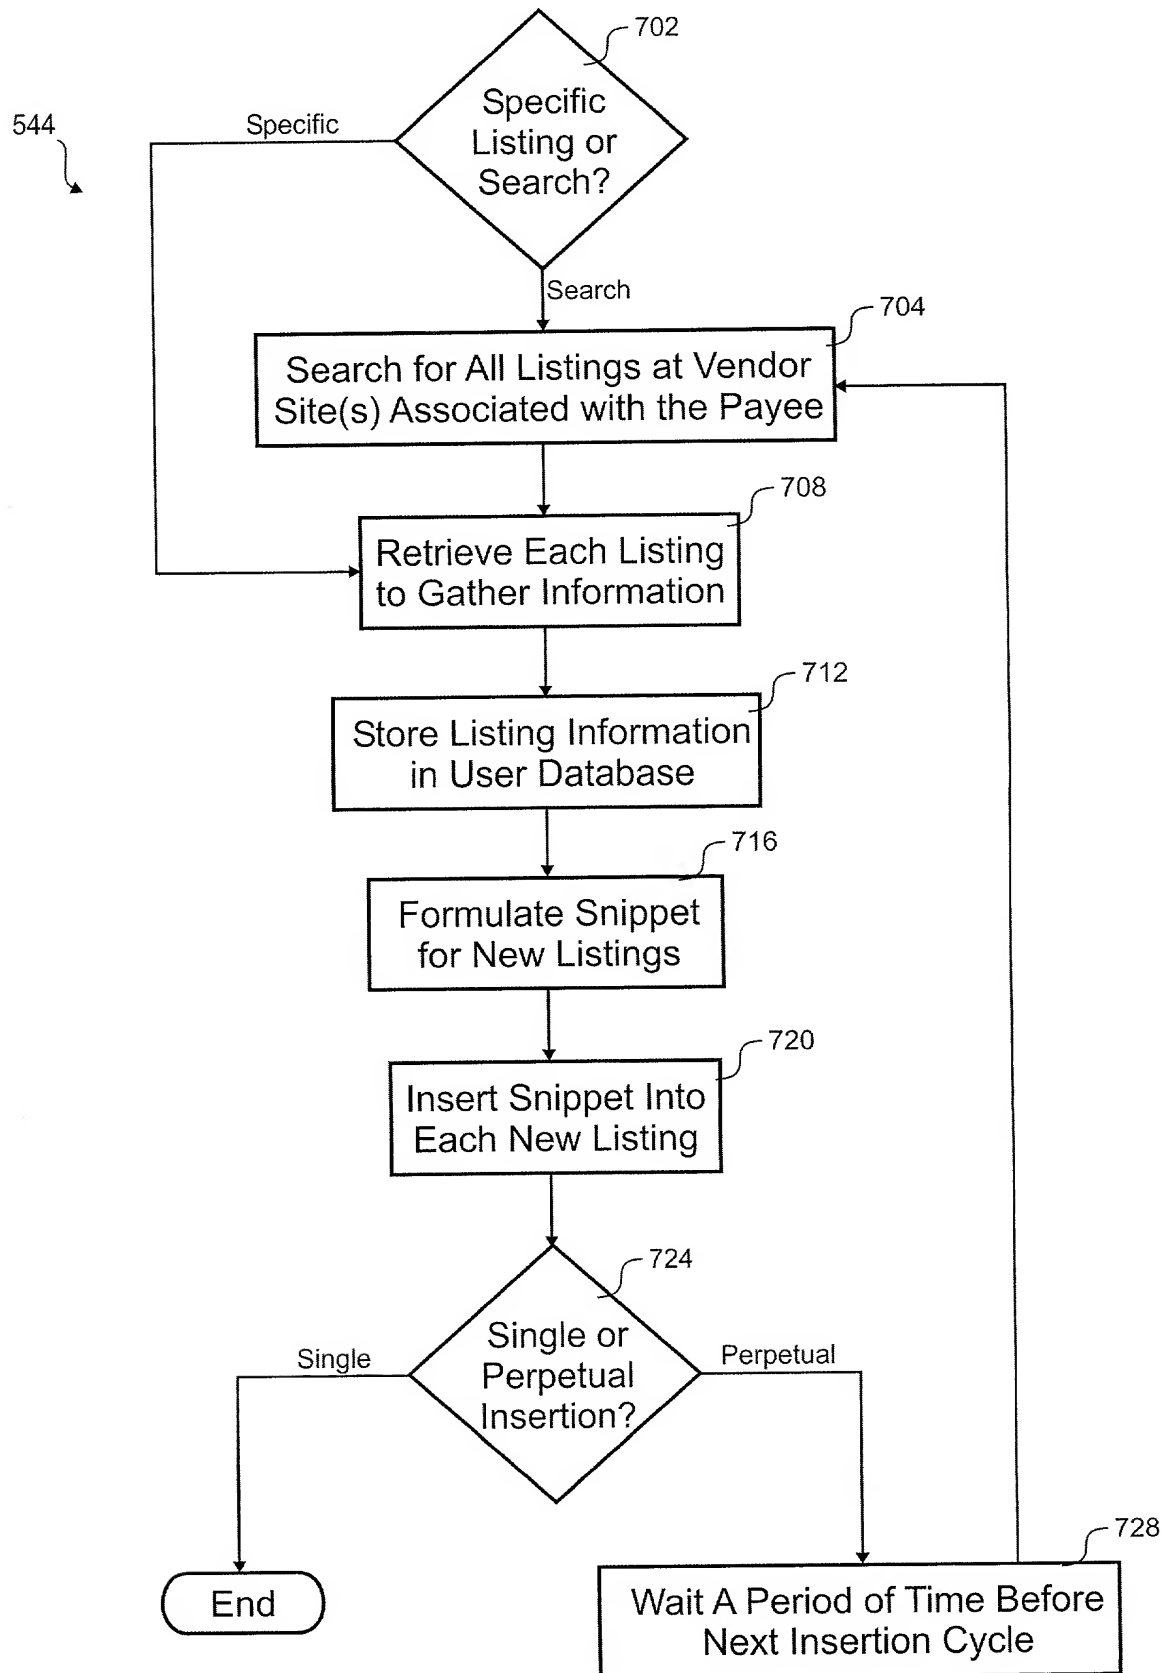 702
Specific
Listing or
Search?
544
Specific
Search
704
Search for All Listings at Vendor
Site(s) Associated with the Payee
708
Retrieve Each Listing
to Gather Information
712
Store Listing Information
in User Database
716
Formulate Snippet
for New Listings
720
Insert Snippet Into
Each New Listing
724
Single or
Perpetual
Insertion?
Single
Perpetual
728
End
Wait A Period of Time Before
Next Insertion Cycle